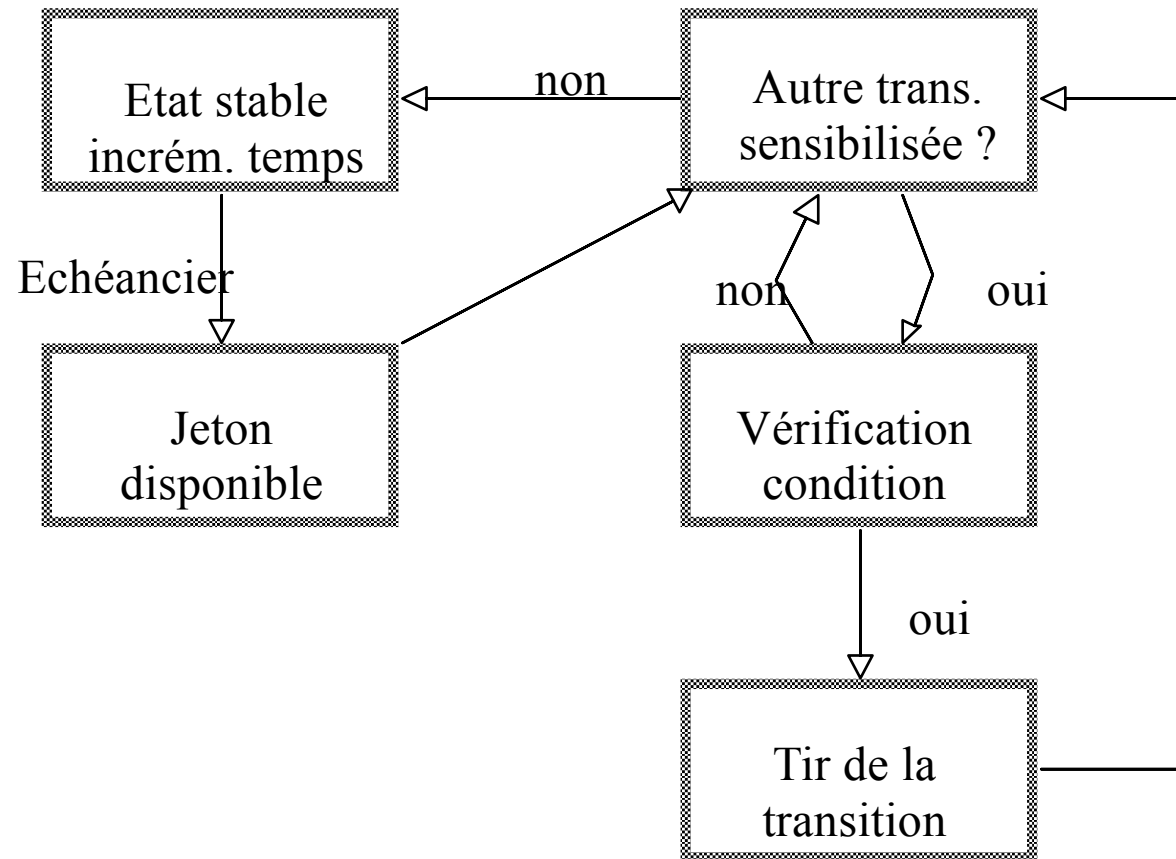 Etat stable
incrém. temps
non
Autre trans.
sensibilisée ?
Echéancier
non
oui
Jeton
disponible
Vérification
condition
oui
Tir de la
transition